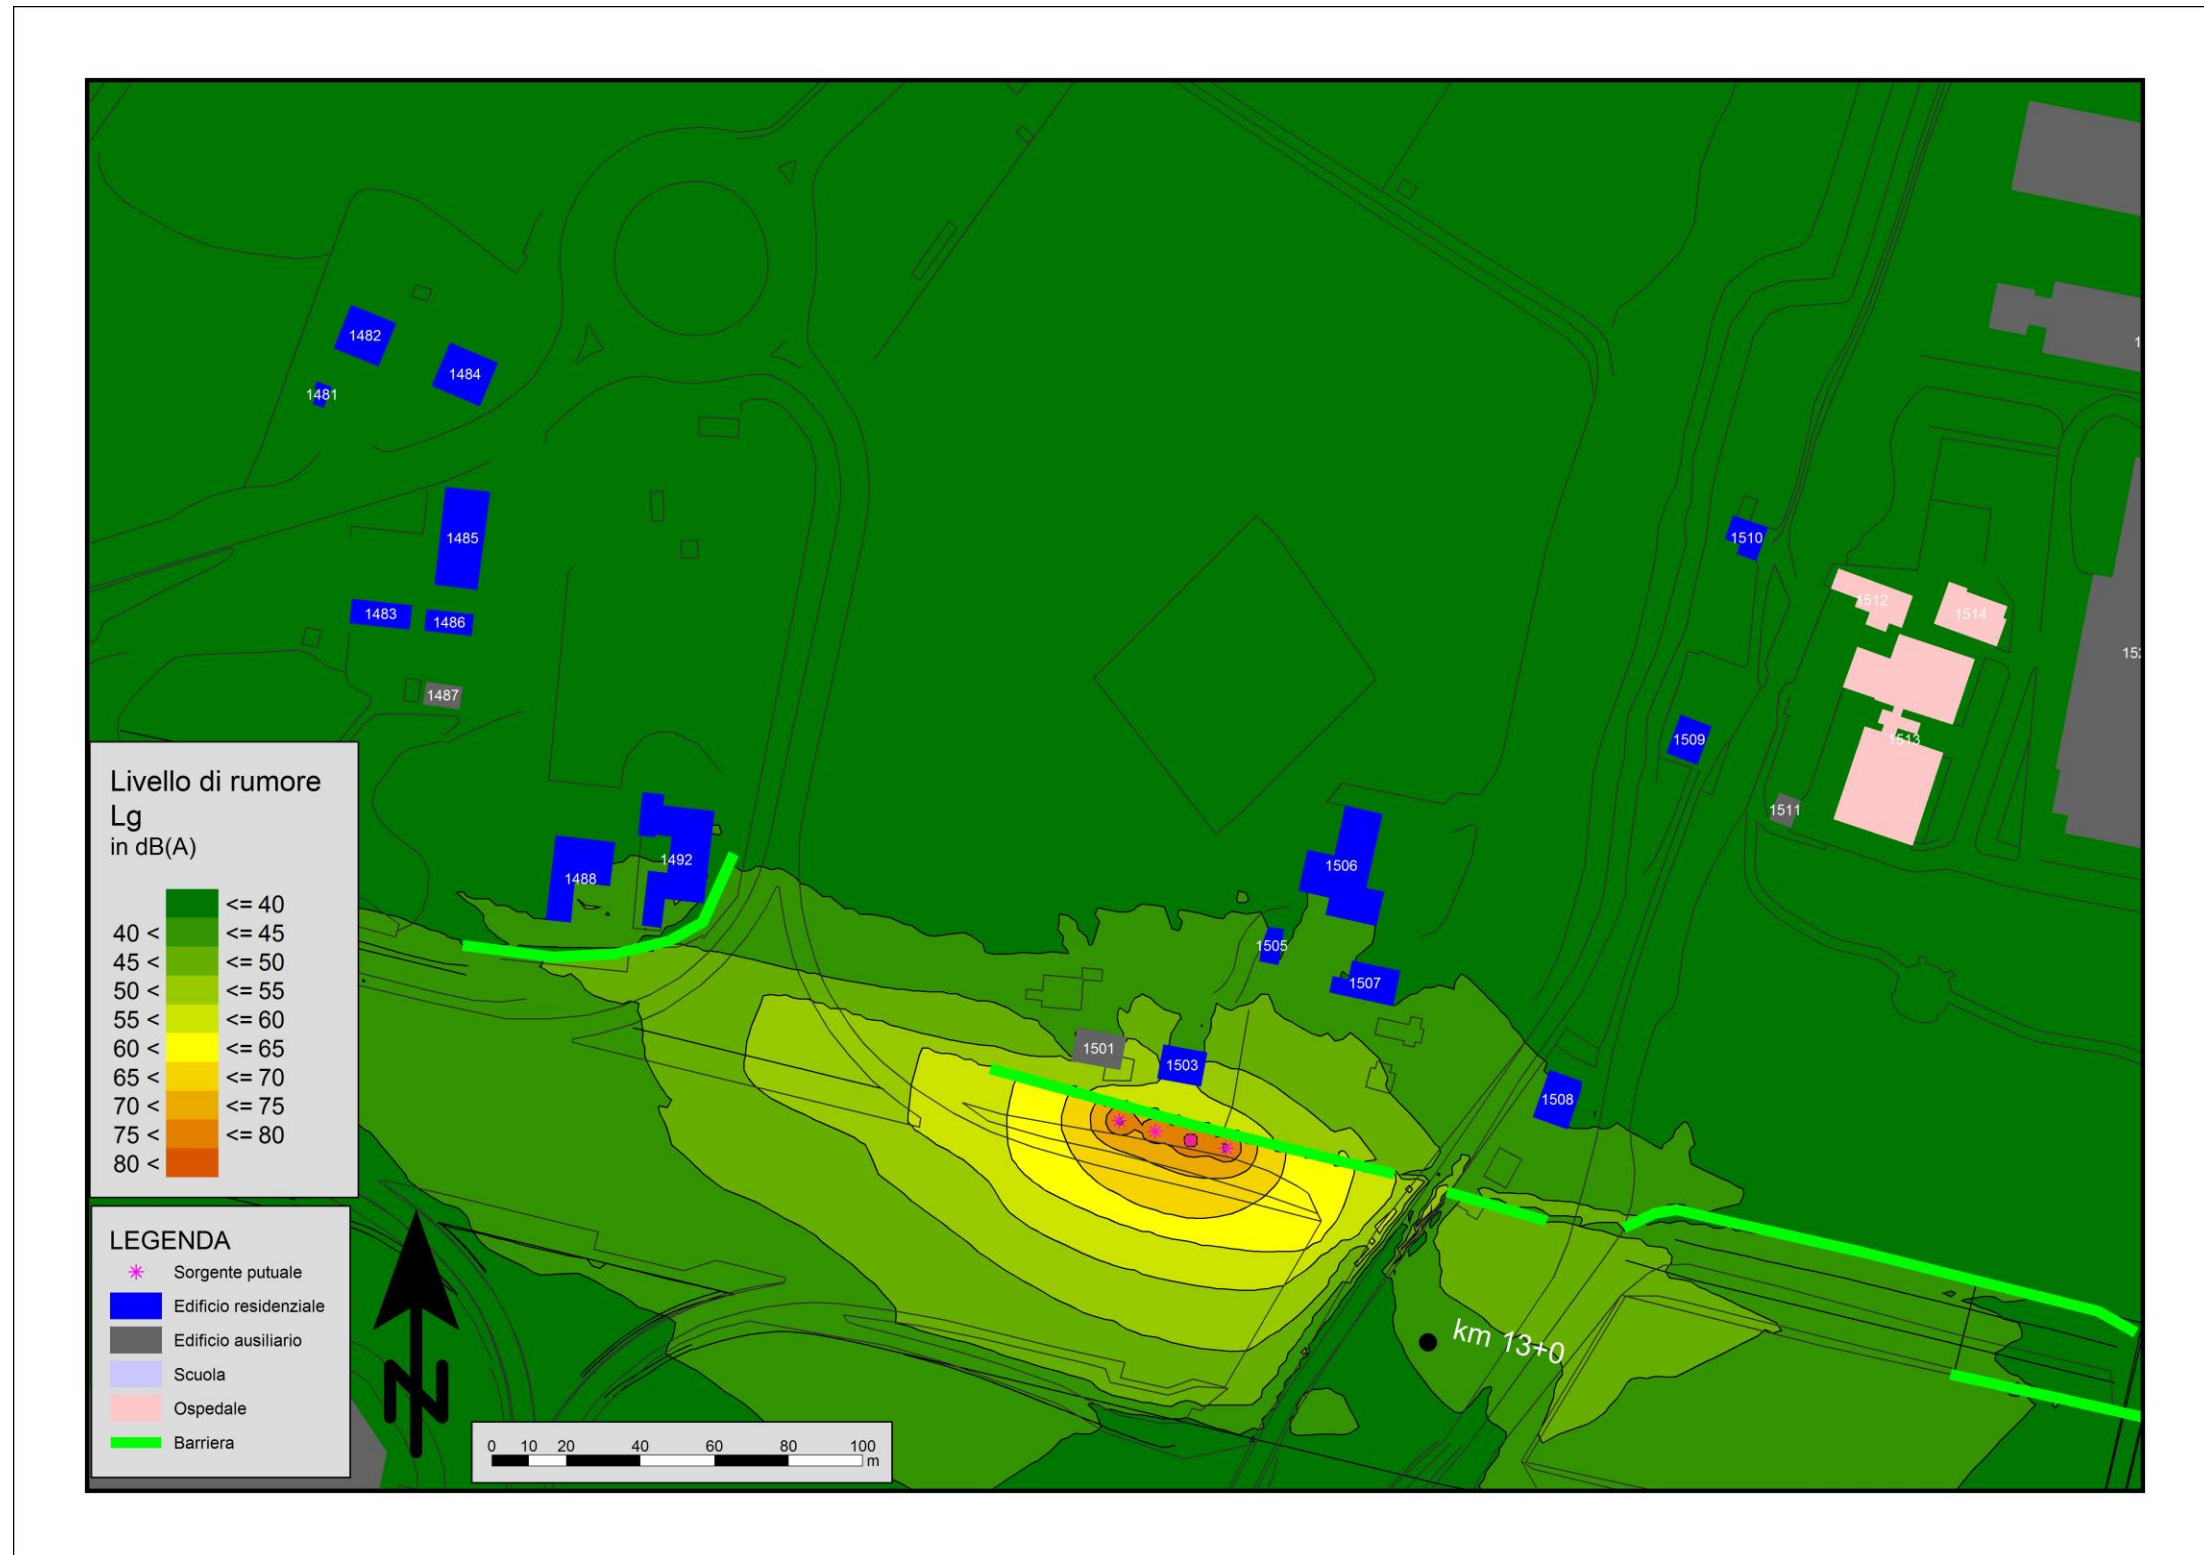 1482
1484
1481
1485
1483
1486
1487
1488
1492
1510
1512
1514
1509
1513
1511
1506
1505
1507
1501
1503
1508
1
152
km 13+0
Livello di rumore
Lg
in dB(A)
<= 40
40 < <= 45
45 < <= 50
50 < <= 55
55 < <= 60
60 < <= 65
65 < <= 70
70 < <= 75
75 < <= 80
80 <
LEGENDA
Sorgente putuale
Edificio residenziale
Edificio ausiliario
Scuola
Ospedale
Barriera
N
0 10 20 40 60 80 100
m